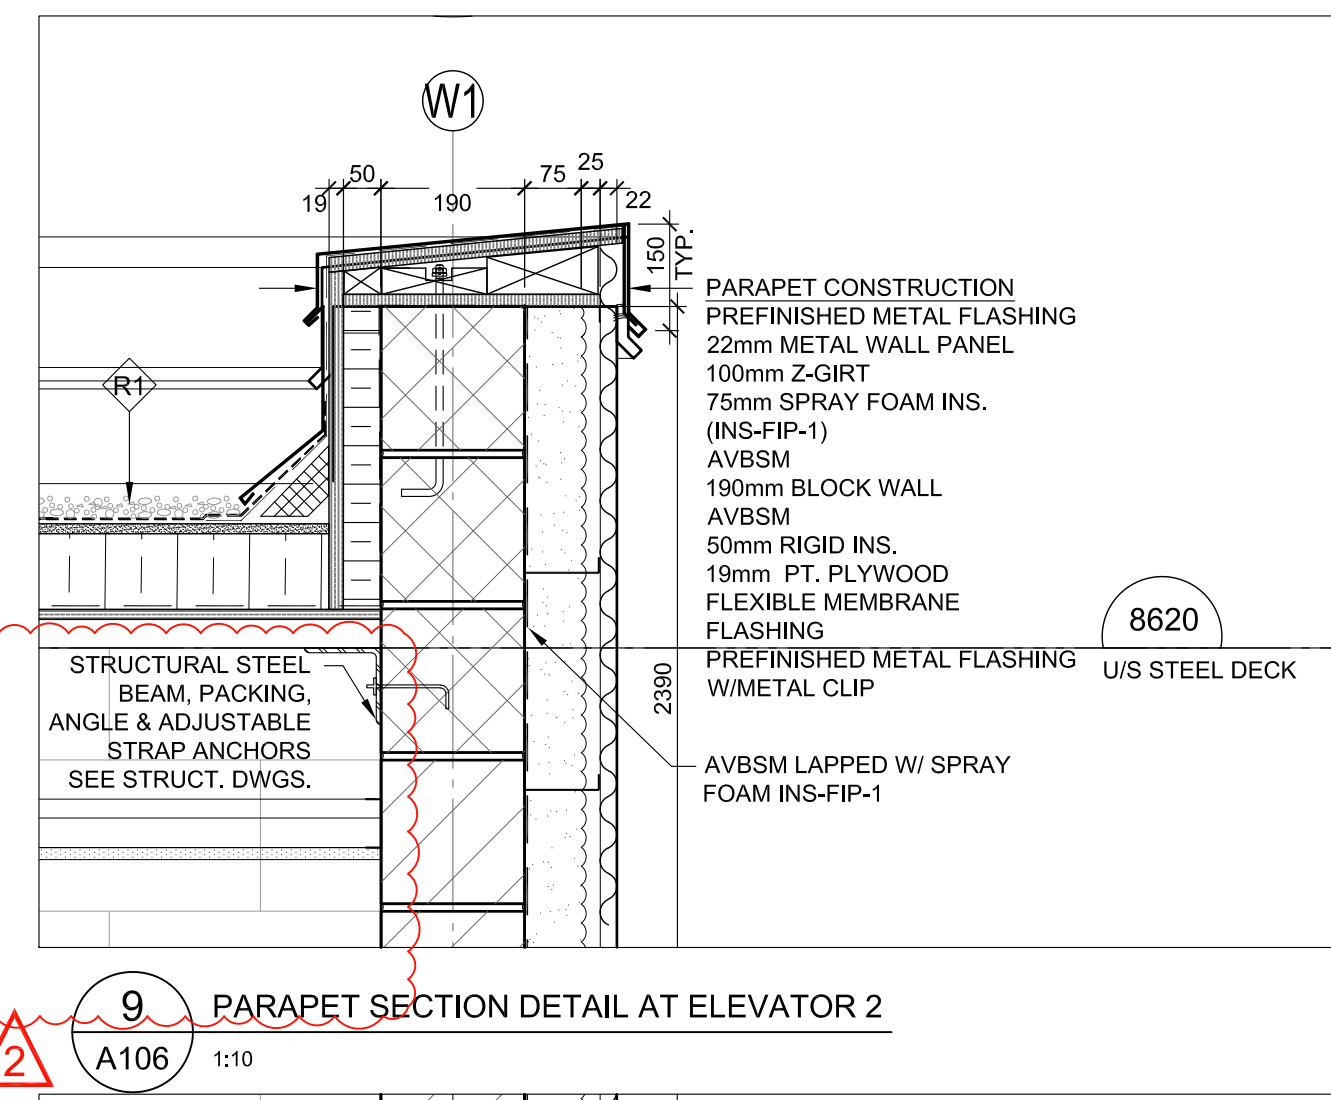 W1
50
75
25
19
190
22
150
TYP.
PARAPET CONSTRUCTION
PREFINISHED METAL FLASHING
22mm METAL WALL PANEL
100mm Z-GIRT
75mm SPRAY FOAM INS.
(INS-FIP-1)
AVBSM
190mm BLOCK WALL
AVBSM
50mm RIGID INS.
19mm PT. PLYWOOD
FLEXIBLE MEMBRANE
FLASHING
PREFINISHED METAL FLASHING
W/METAL CLIP
R1
8620
U/S STEEL DECK
STRUCTURAL STEEL
BEAM, PACKING,
ANGLE & ADJUSTABLE
STRAP ANCHORS
SEE STRUCT. DWGS.
2390
AVBSM LAPPED W/ SPRAY
FOAM INS-FIP-1
9
PARAPET SECTION DETAIL AT ELEVATOR 2
A106
1:10
2